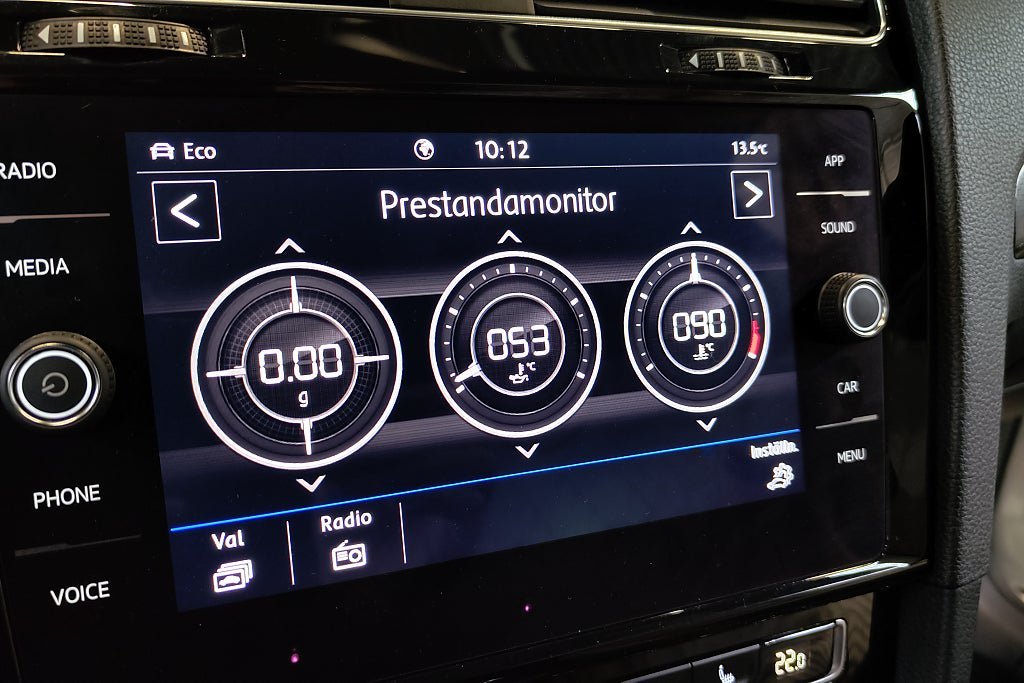 Eco 10:12 13.5°C
Prestandamonitor
0.00
g
053
°C
090
°C
Inställn.
Val
Radio
RADIO
MEDIA
PHONE
VOICE
APP
SOUND
CAR
MENU
22.0